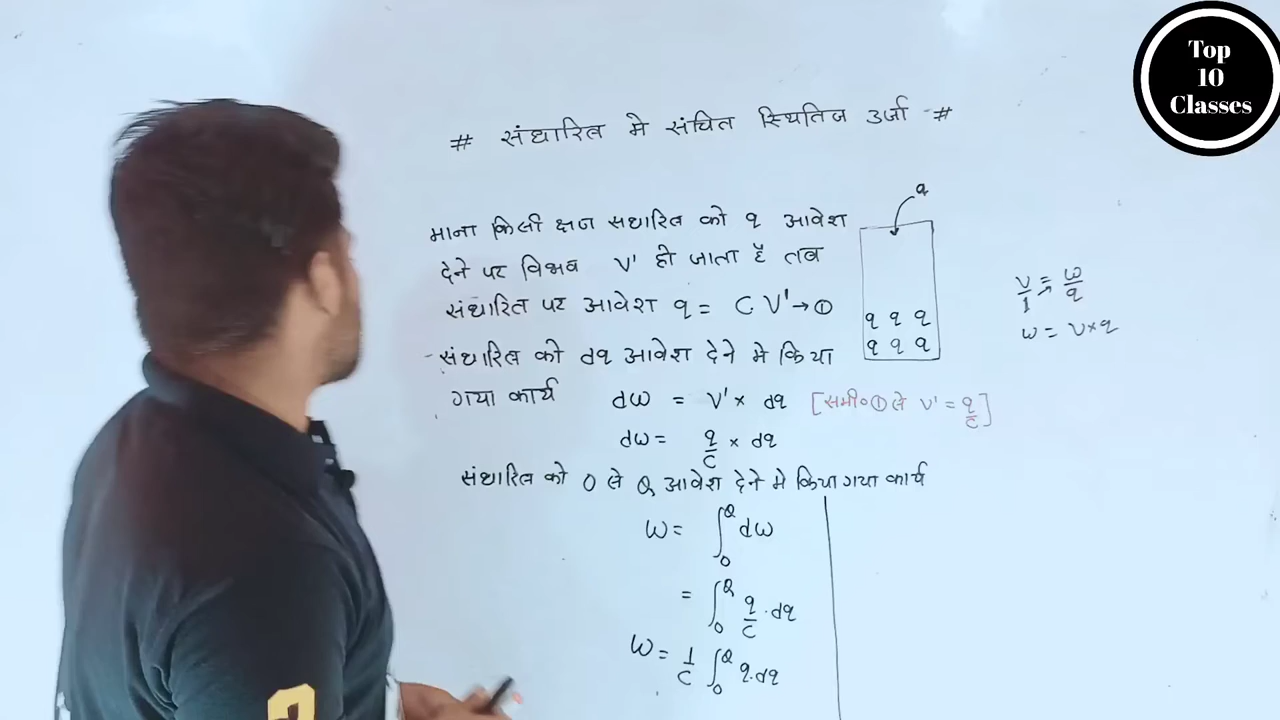 Top
10
Classes
# संधारित्र मे संचित स्थितिज उर्जा #
q
माना किसी क्षण संधारित्र को q आवेश
देने पर विभव V' हो जाता है तब
संधारित्र पर आवेश q = C V' → ①
q q q
q q q
V/1 = W/q
W = V×q
संधारित्र को dq आवेश देने मे किया
गया कार्य dW = V' × dq [समी० ① से V' = q/C]
dW = q/C × dq
संधारित्र को 0 से Q आवेश देने मे किया गया कार्य
W = ∫₀^Q dW
= ∫₀^Q q/C · dq
W = 1/C ∫₀^Q q·dq
2